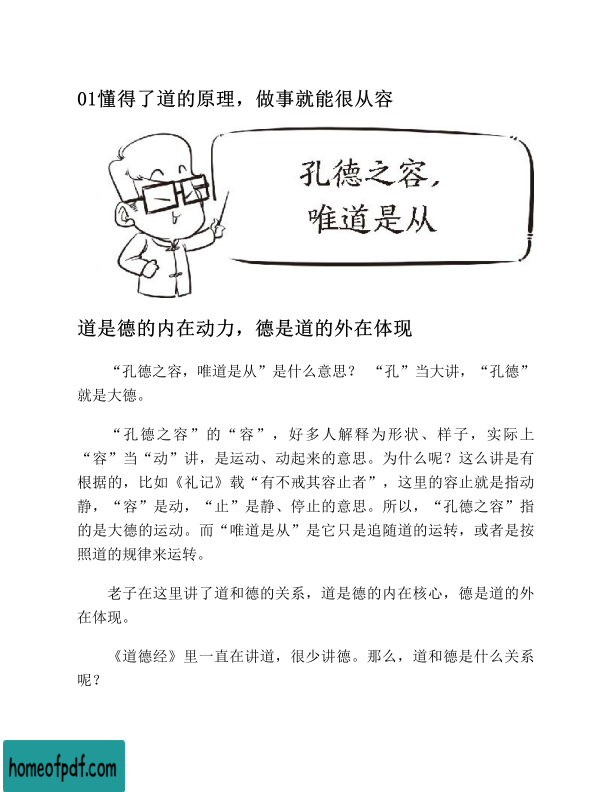 01懂得了道的原理，做事就能很从容
孔德之容，
唯道是从
道是德的内在动力，德是道的外在体现
“孔德之容，唯道是从”是什么意思？ “孔”当大讲，“孔德”
就是大德。
“孔德之容”的“容”，好多人解释为形状、样子，实际上
“容”当“动”讲，是运动、动起来的意思。为什么呢？这么讲是有
根据的，比如《礼记》载“有不戒其容止者”，这里的容止就是指动
静，“容”是动，“止”是静、停止的意思。所以，“孔德之容”指
的是大德的运动。而“唯道是从”是它只是追随道的运转，或者是按
照道的规律来运转。
老子在这里讲了道和德的关系，道是德的内在核心，德是道的外
在体现。
《道德经》里一直在讲道，很少讲德。那么，道和德是什么关系
呢？
homeofpdf.com